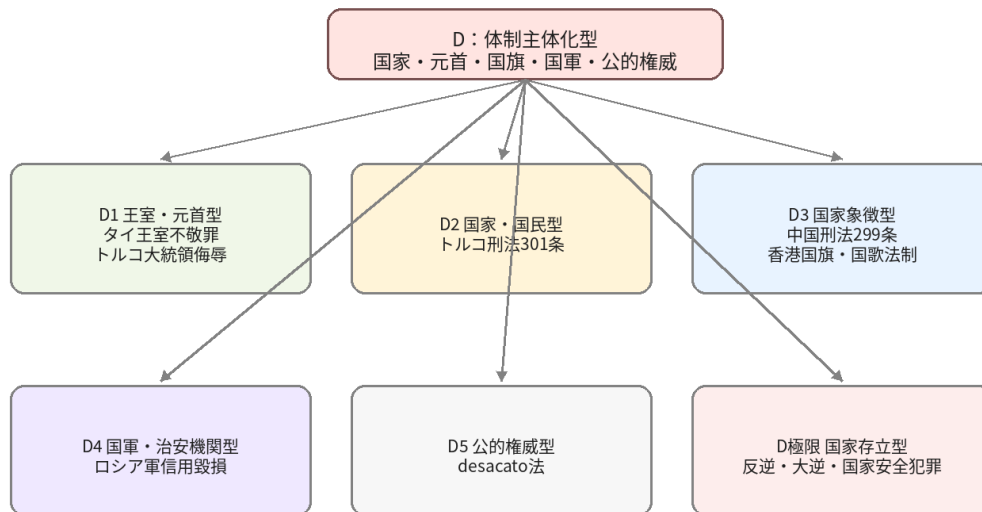 D：体制主体化型
国家・元首・国旗・国軍・公的権威
D1 王室・元首型
タイ王室不敬罪
トルコ大統領侮辱
D2 国家・国民型
トルコ刑法301条
D3 国家象徴型
中国刑法299条
香港国旗・国歌法制
D4 国軍・治安機関型
ロシア軍信用毀損
D5 公的権威型
desacato法
D極限 国家存立型
反逆・大逆・国家安全犯罪